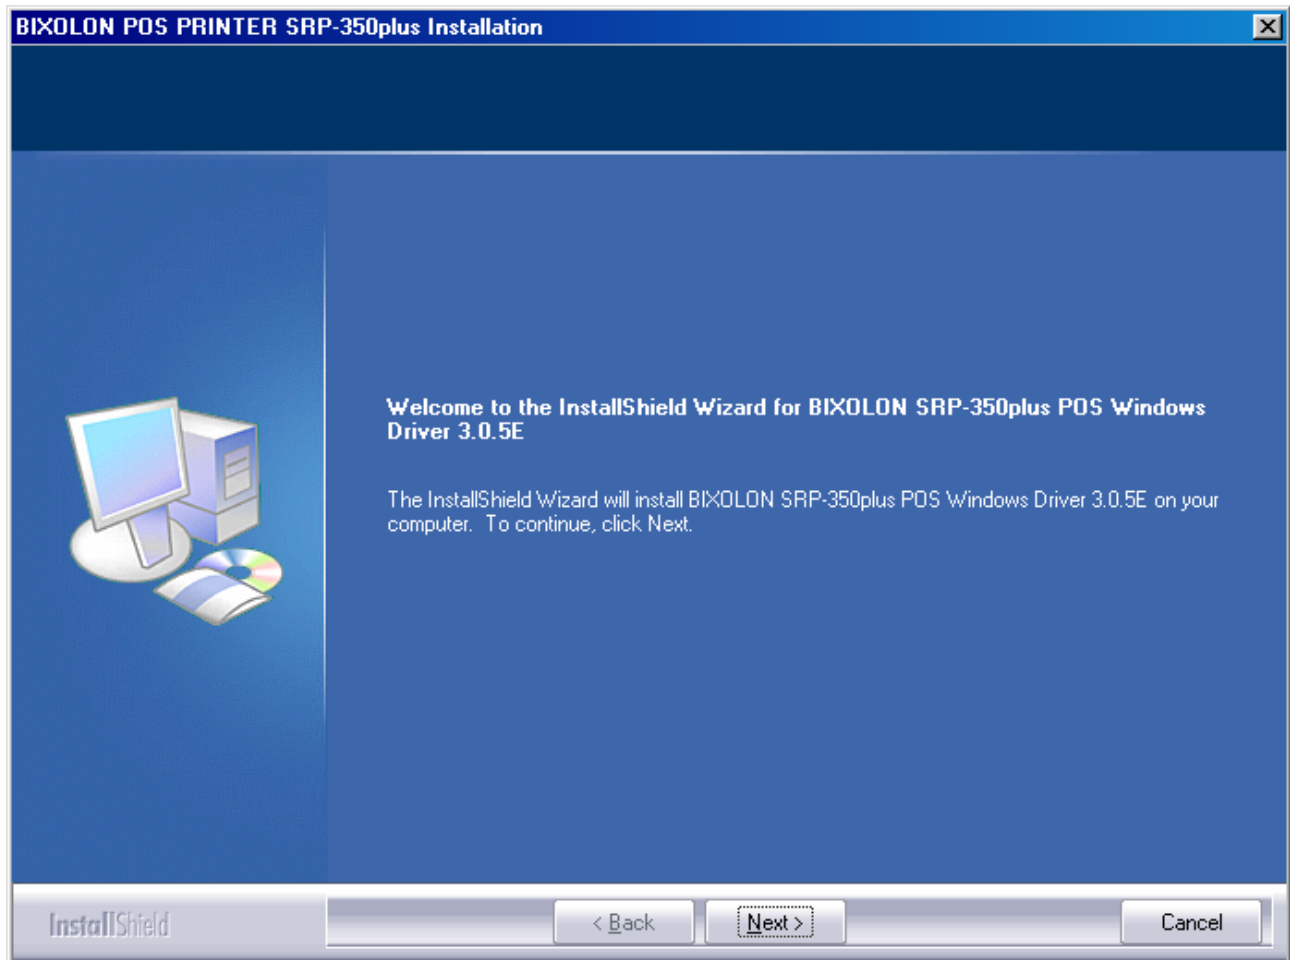 BIXOLON POS PRINTER SRP-350plus Installation
Welcome to the InstallShield Wizard for BIXOLON SRP-350plus POS Windows
Driver 3.0.5E
The InstallShield Wizard will install BIXOLON SRP-350plus POS Windows Driver 3.0.5E on your
computer.  To continue, click Next.
InstallShield
< Back
Next >
Cancel